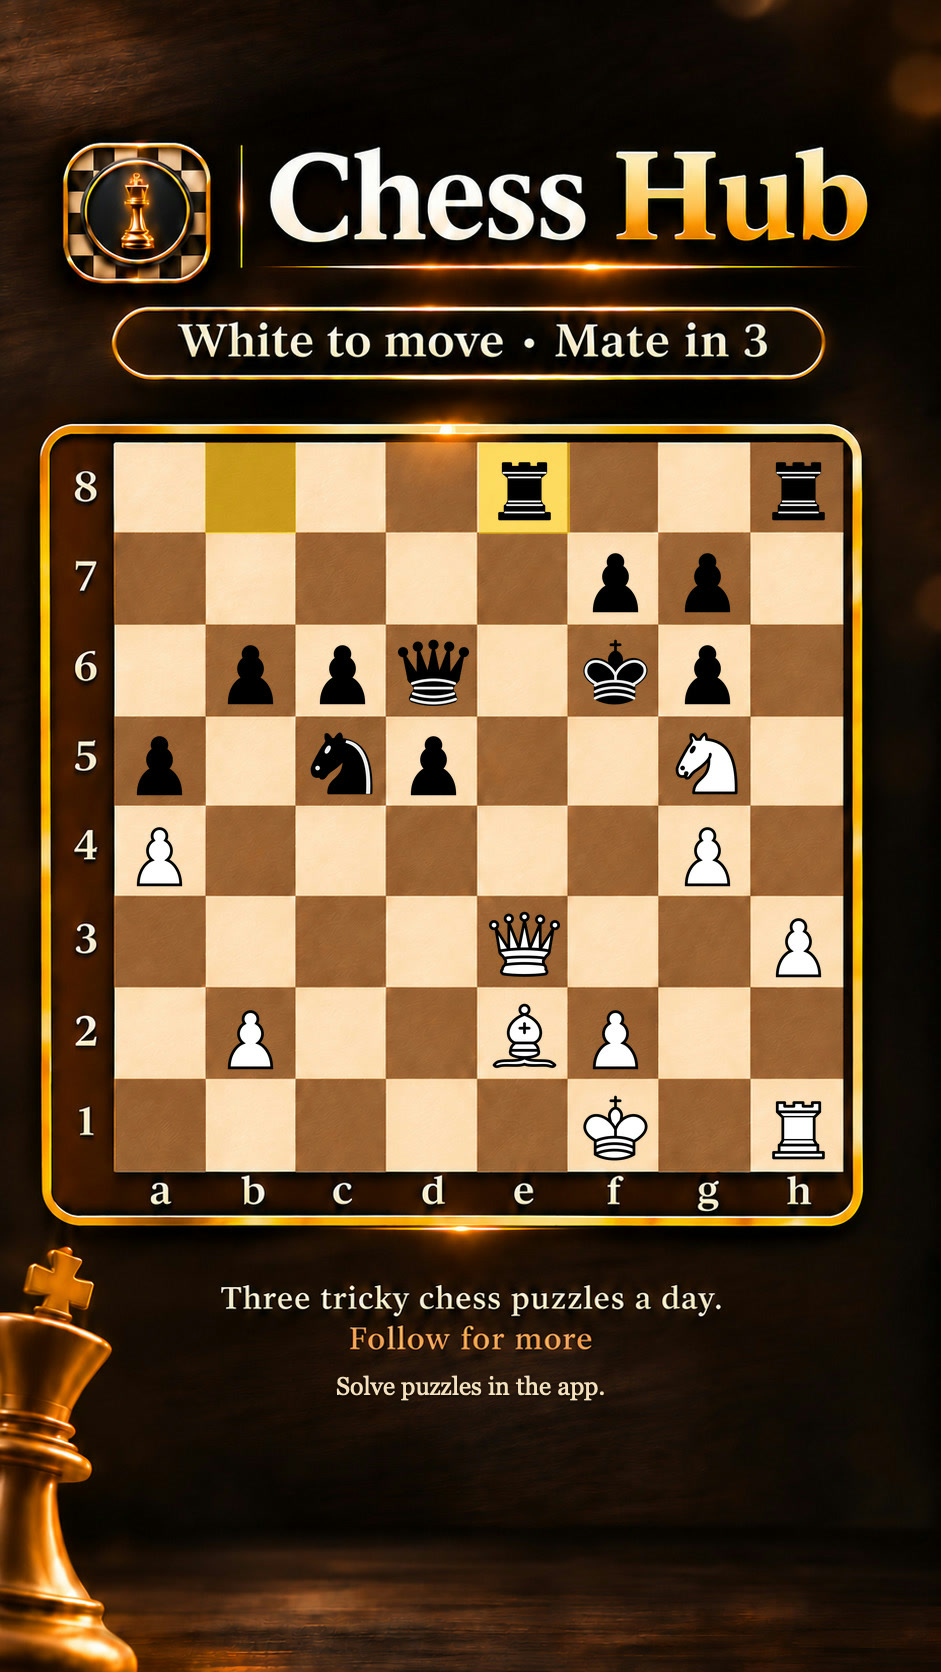 Chess Hub
White to move • Mate in 3
8
7
6
5
4
3
2
1
a b c d e f g h
Three tricky chess puzzles a day.
Follow for more
Solve puzzles in the app.